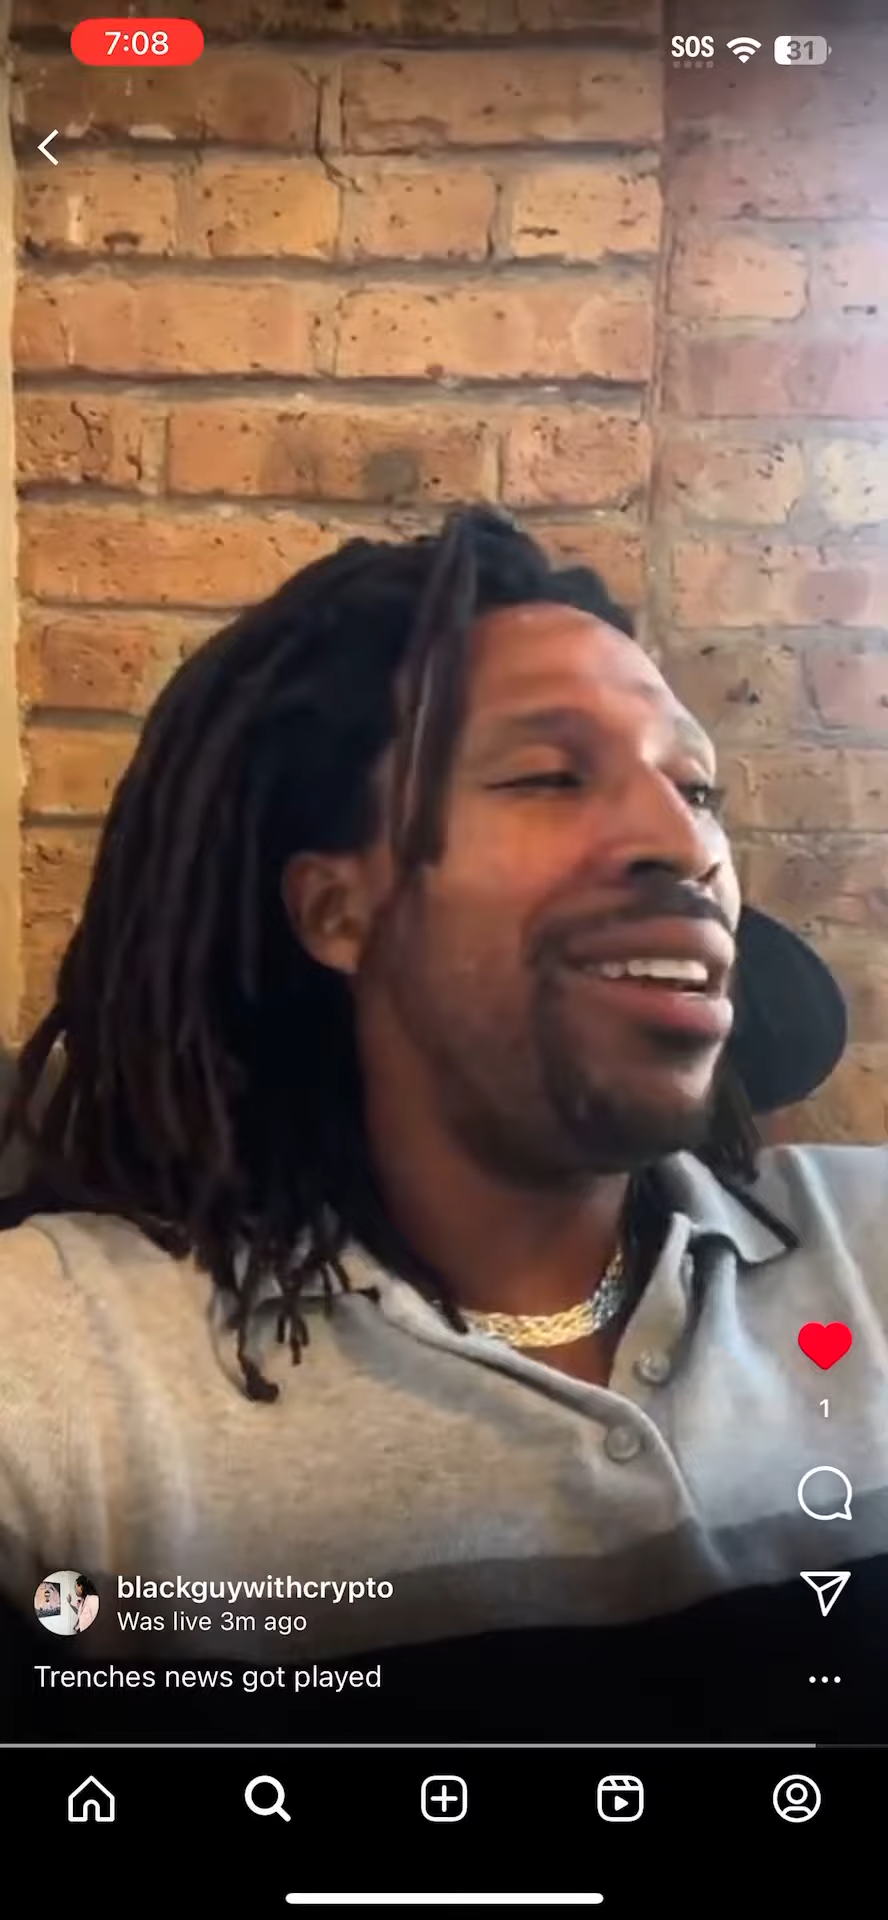 7:08
SOS
31
1
blackguywithcrypto
Was live 3m ago
Trenches news got played